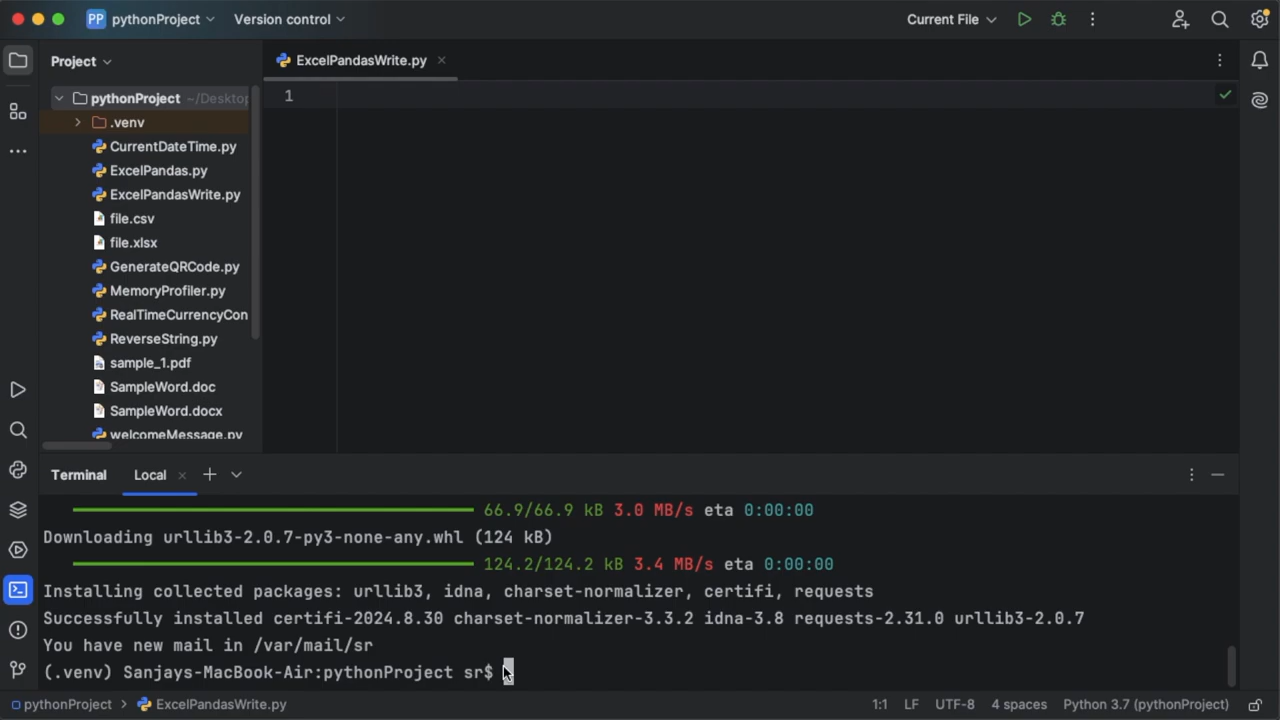 PP pythonProject Version control Current File
Project
ExcelPandasWrite.py
pythonProject ~/Desktop
1
.venv
CurrentDateTime.py
ExcelPandas.py
ExcelPandasWrite.py
file.csv
file.xlsx
GenerateQRCode.py
MemoryProfiler.py
RealTimeCurrencyCon
ReverseString.py
sample_1.pdf
SampleWord.doc
SampleWord.docx
welcomeMessage.py
Terminal Local
66.9/66.9 kB 3.0 MB/s eta 0:00:00
Downloading urllib3-2.0.7-py3-none-any.whl (124 kB)
124.2/124.2 kB 3.4 MB/s eta 0:00:00
Installing collected packages: urllib3, idna, charset-normalizer, certifi, requests
Successfully installed certifi-2024.8.30 charset-normalizer-3.3.2 idna-3.8 requests-2.31.0 urllib3-2.0.7
You have new mail in /var/mail/sr
(.venv) Sanjays-MacBook-Air:pythonProject sr$
pythonProject > ExcelPandasWrite.py 1:1 LF UTF-8 4 spaces Python 3.7 (pythonProject)